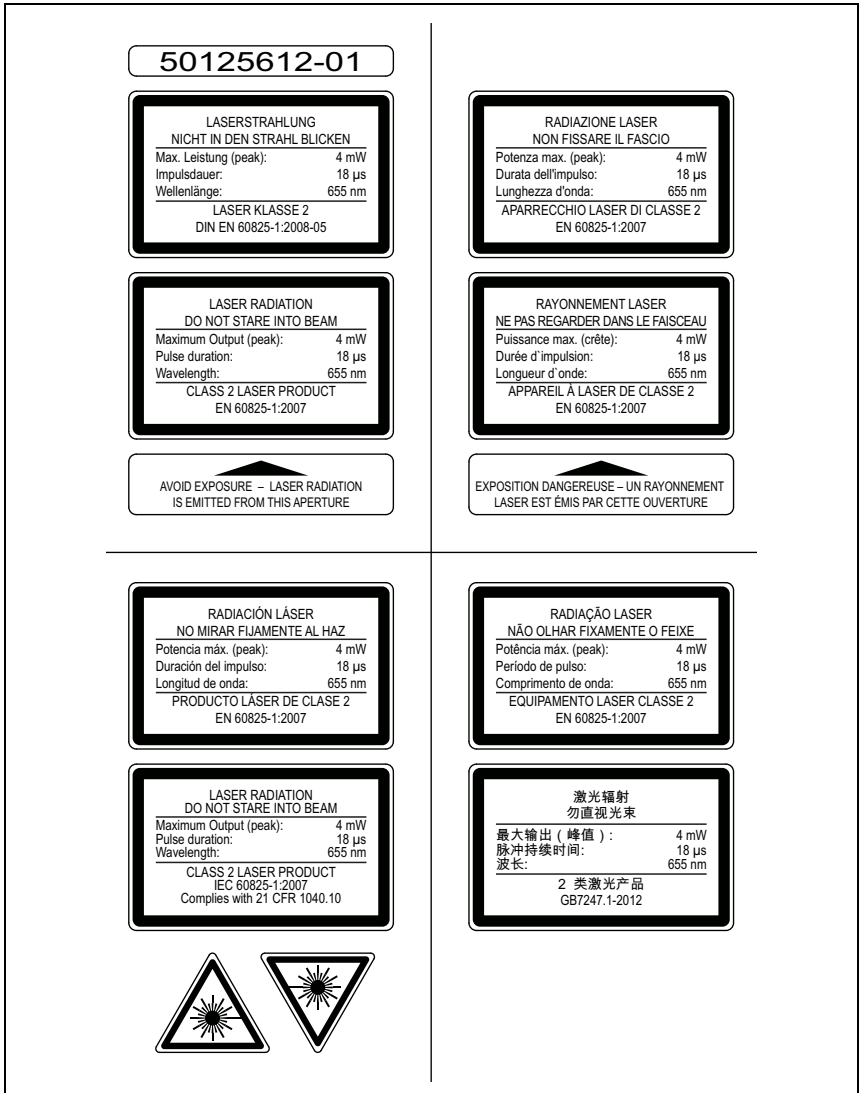 50125612-01
LASERSTRAHLUNG
NICHT IN DEN STRAHL BLICKEN
Max. Leistung (peak): 4 mW
Impulsdauer: 18 µs
Wellenlänge: 655 nm
LASER KLASSE 2
DIN EN 60825-1:2008-05
LASER RADIATION
DO NOT STARE INTO BEAM
Maximum Output (peak): 4 mW
Pulse duration: 18 µs
Wavelength: 655 nm
CLASS 2 LASER PRODUCT
EN 60825-1:2007
AVOID EXPOSURE – LASER RADIATION
IS EMITTED FROM THIS APERTURE
RADIAZIONE LASER
NON FISSARE IL FASCIO
Potenza max. (peak): 4 mW
Durata dell'impulso: 18 µs
Lunghezza d'onda: 655 nm
APARRECCHIO LASER DI CLASSE 2
EN 60825-1:2007
RAYONNEMENT LASER
NE PAS REGARDER DANS LE FAISCEAU
Puissance max. (crête): 4 mW
Durée d`impulsion: 18 µs
Longueur d`onde: 655 nm
APPAREIL À LASER DE CLASSE 2
EN 60825-1:2007
EXPOSITION DANGEREUSE – UN RAYONNEMENT
LASER EST ÉMIS PAR CETTE OUVERTURE
RADIACIÓN LÁSER
NO MIRAR FIJAMENTE AL HAZ
Potencia máx. (peak): 4 mW
Duración del impulso: 18 µs
Longitud de onda: 655 nm
PRODUCTO LÁSER DE CLASE 2
EN 60825-1:2007
LASER RADIATION
DO NOT STARE INTO BEAM
Maximum Output (peak): 4 mW
Pulse duration: 18 µs
Wavelength: 655 nm
CLASS 2 LASER PRODUCT
IEC 60825-1:2007
Complies with 21 CFR 1040.10
RADIAÇÃO LASER
NÃO OLHAR FIXAMENTE O FEIXE
Potência máx. (peak): 4 mW
Período de pulso: 18 µs
Comprimento de onda: 655 nm
EQUIPAMENTO LASER CLASSE 2
EN 60825-1:2007
激光辐射
勿直视光束
最大输出（峰值）: 4 mW
脉冲持续时间: 18 µs
波长: 655 nm
2 类激光产品
GB7247.1-2012